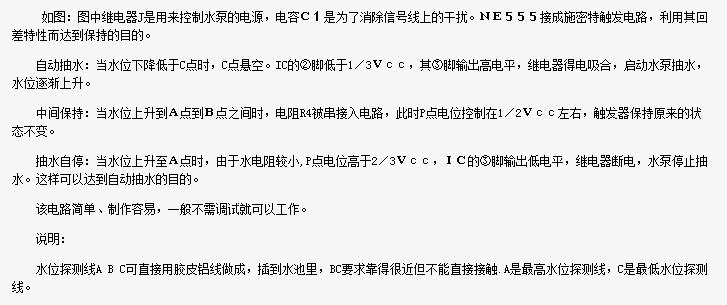 如图：图中继电器J是用来控制水泵的电源，电容C1是为了消除信号线上的干扰。NE555接成施密特触发电路，利用其回
差特性而达到保持的目的。
自动抽水：当水位下降低于C点时，C点悬空。IC的②脚低于1／3Vcc，其③脚输出高电平，继电器得电吸合，启动水泵抽水，
水位逐渐上升。
中间保持：当水位上升到A点到B点之间时，电阻R4被串接入电路，此时P点电位控制在1／2Vcc左右，触发器保持原来的状
态不变。
抽水自停：当水位上升至A点时，由于水电阻较小,P点电位高于2／3Vcc，IC的③脚输出低电平，继电器断电，水泵停止抽
水。这样可以达到自动抽水的目的。
该电路简单、制作容易，一般不需调试就可以工作。
说明：
水位探测线A B C可直接用胶皮铝线做成，插到水池里，BC要求靠得很近但不能直接接触.A是最高水位探测线，C是最低水位探测
线。